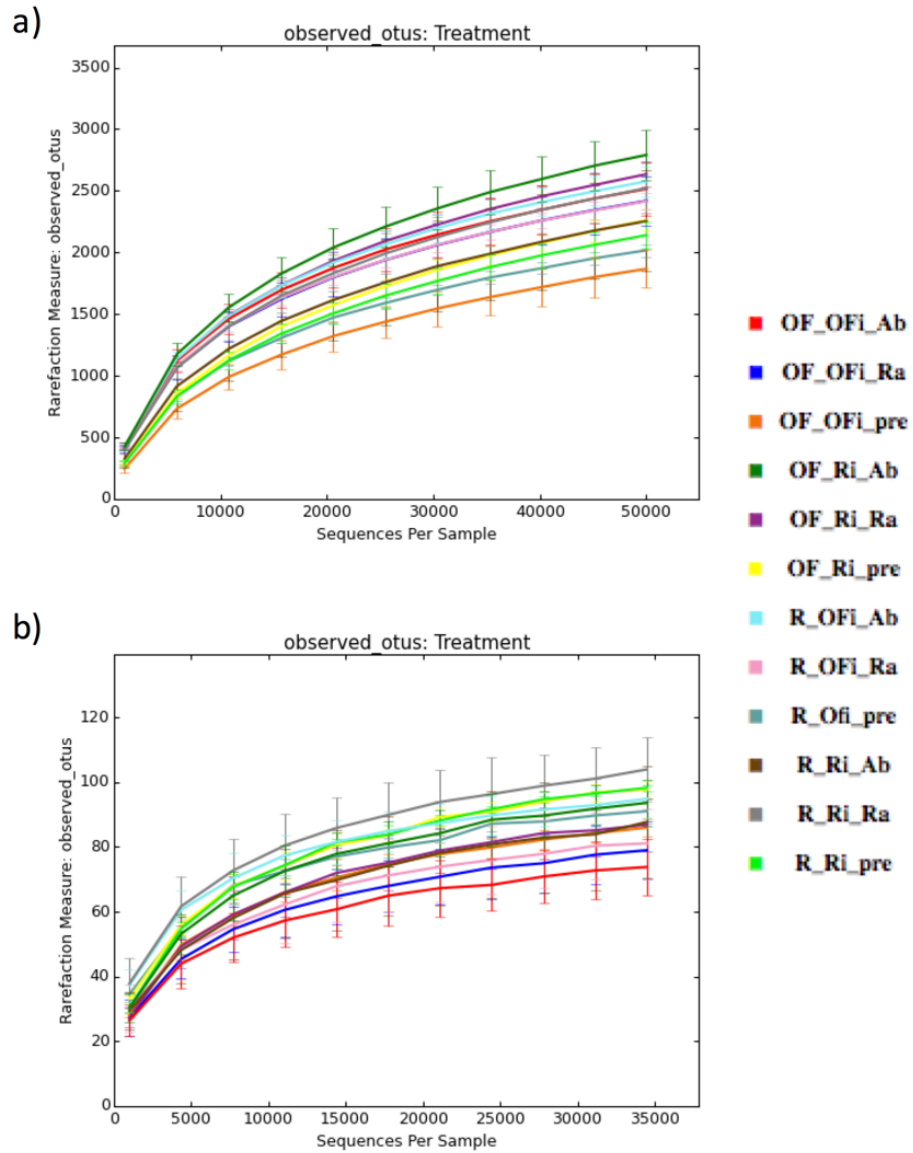 a)
observed_otus: Treatment
3500
3000
2500
2000
1500
1000
500
0
Rarefaction Measure: observed_otus
0 10000 20000 30000 40000 50000
Sequences Per Sample
b)
observed_otus: Treatment
120
100
80
60
40
20
0
Rarefaction Measure: observed_otus
0 5000 10000 15000 20000 25000 30000 35000
Sequences Per Sample
OF_OFi_Ab
OF_OFi_Ra
OF_OFi_pre
OF_Ri_Ab
OF_Ri_Ra
OF_Ri_pre
R_OFi_Ab
R_OFi_Ra
R_Ofi_pre
R_Ri_Ab
R_Ri_Ra
R_Ri_pre